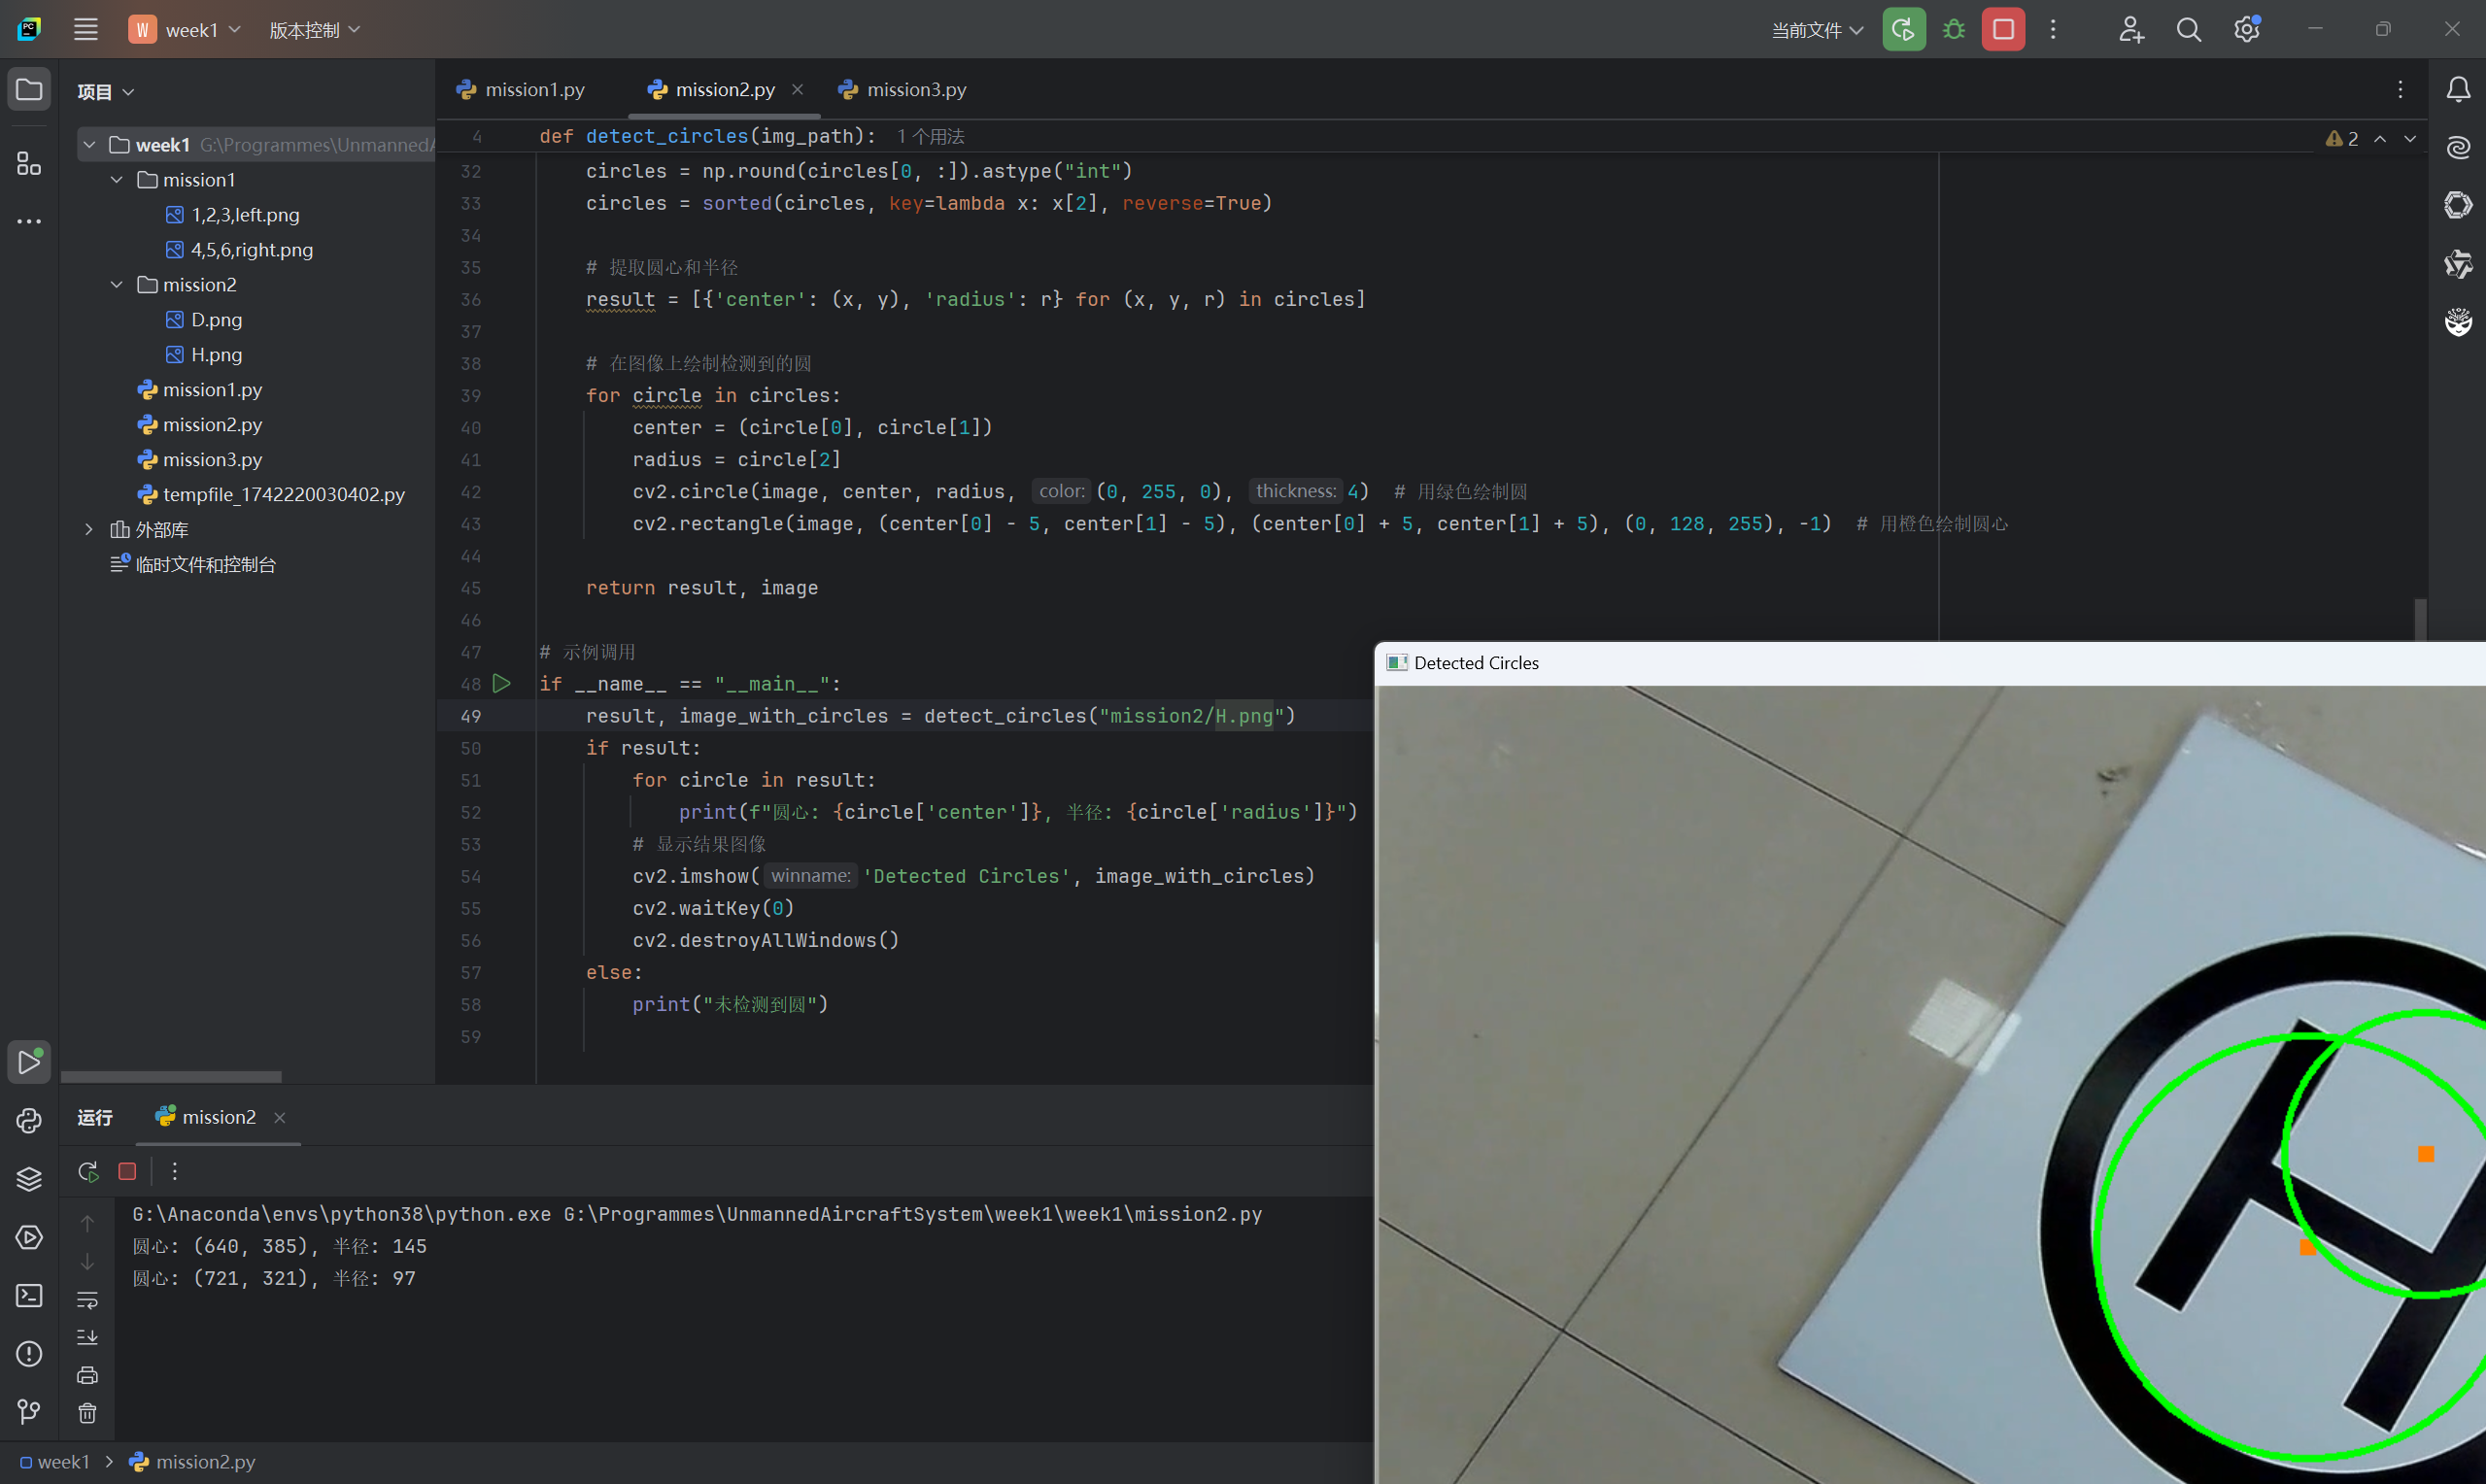 W week1 版本控制 当前文件
项目
week1 G:\Programmes\UnmannedA
mission1
1,2,3,left.png
4,5,6,right.png
mission2
D.png
H.png
mission1.py
mission2.py
mission3.py
tempfile_1742220030402.py
外部库
临时文件和控制台
mission1.py mission2.py mission3.py
4 def detect_circles(img_path): 1 个用法 2
32 circles = np.round(circles[0, :]).astype("int")
33 circles = sorted(circles, key=lambda x: x[2], reverse=True)
34
35 # 提取圆心和半径
36 result = [{'center': (x, y), 'radius': r} for (x, y, r) in circles]
37
38 # 在图像上绘制检测到的圆
39 for circle in circles:
40 center = (circle[0], circle[1])
41 radius = circle[2]
42 cv2.circle(image, center, radius, color: (0, 255, 0), thickness: 4) # 用绿色绘制圆
43 cv2.rectangle(image, (center[0] - 5, center[1] - 5), (center[0] + 5, center[1] + 5), (0, 128, 255), -1) # 用橙色绘制圆心
44
45 return result, image
46
47 # 示例调用
48 if __name__ == "__main__":
49 result, image_with_circles = detect_circles("mission2/H.png")
50 if result:
51 for circle in result:
52 print(f"圆心: {circle['center']}, 半径: {circle['radius']}")
53 # 显示结果图像
54 cv2.imshow( winname: 'Detected Circles', image_with_circles)
55 cv2.waitKey(0)
56 cv2.destroyAllWindows()
57 else:
58 print("未检测到圆")
59
Detected Circles
H
运行 mission2
G:\Anaconda\envs\python38\python.exe G:\Programmes\UnmannedAircraftSystem\week1\week1\mission2.py
圆心: (640, 385), 半径: 145
圆心: (721, 321), 半径: 97
week1 > mission2.py